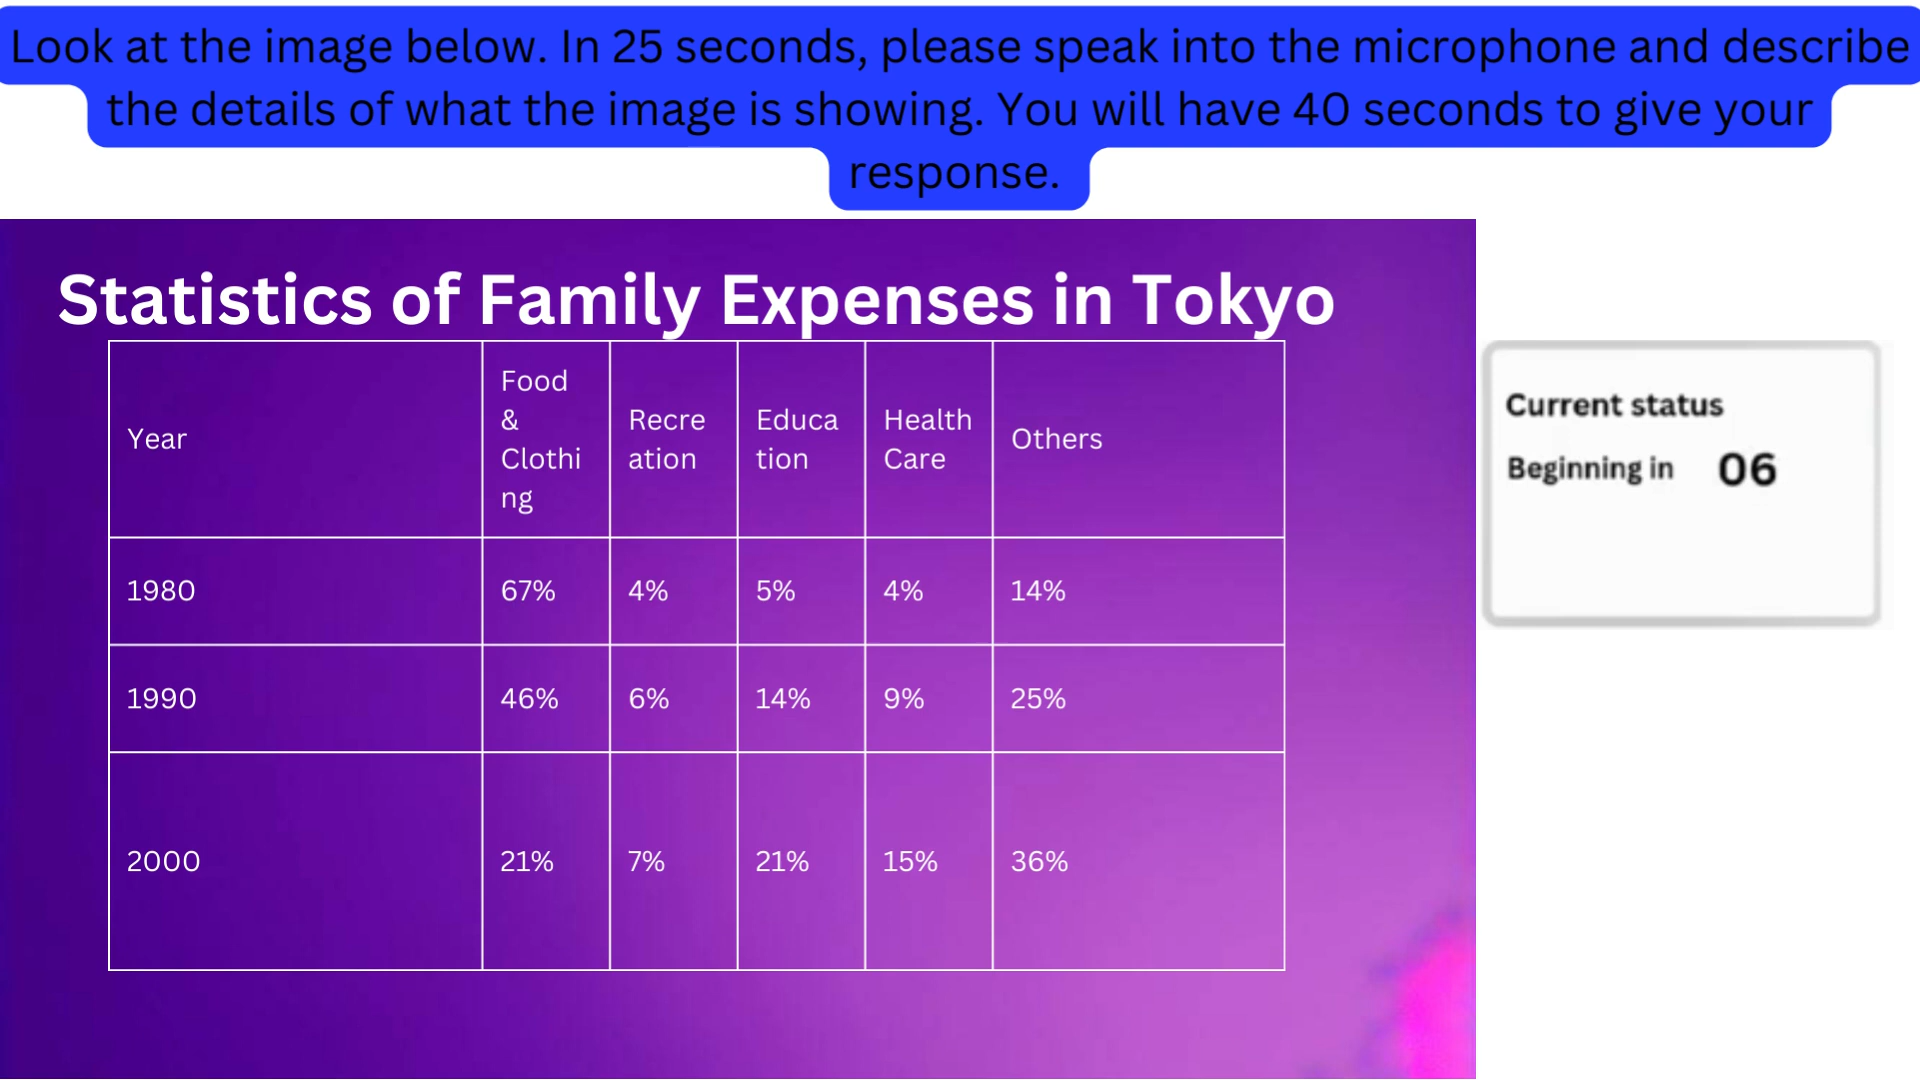 Look at the image below. In 25 seconds, please speak into the microphone and describe
the details of what the image is showing. You will have 40 seconds to give your
response.
Statistics of Family Expenses in Tokyo
Year
Food
&
Clothi
ng
Recre
ation
Educa
tion
Health
Care
Others
1980 67% 4% 5% 4% 14%
1990 46% 6% 14% 9% 25%
2000 21% 7% 21% 15% 36%
Current status
Beginning in 06